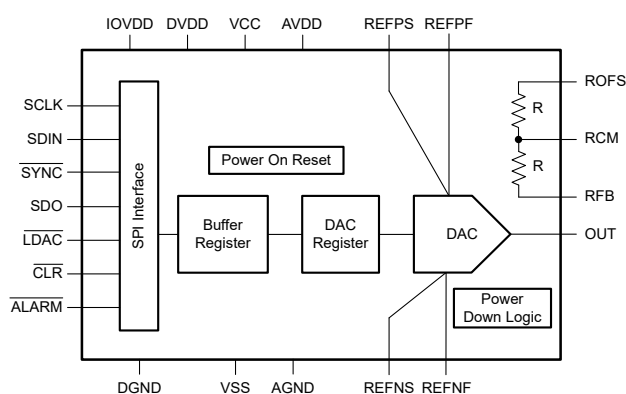 IOVDD DVDD VCC AVDD REFPS REFPF
SCLK
SDIN
SYNC
SDO
LDAC
CLR
ALARM
SPI Interface
Power On Reset
Buffer
Register
DAC
Register
DAC
Power
Down Logic
R
R
ROFS
RCM
RFB
OUT
DGND VSS AGND REFNS REFNF